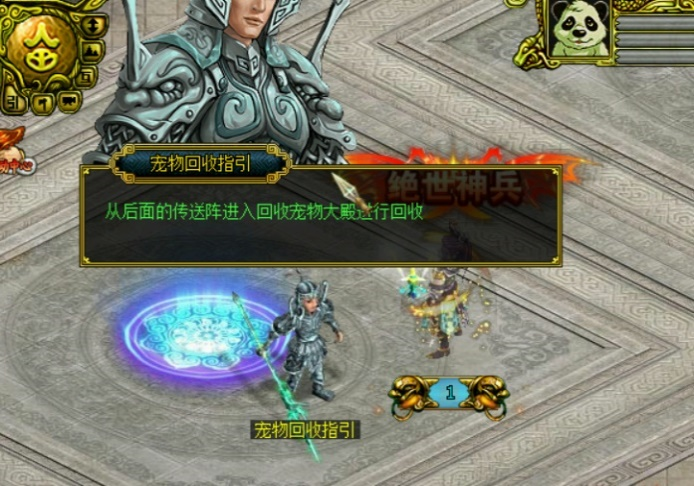 宠物回收指引
从后面的传送阵进入回收宠物大殿进行回收
绝世神兵
1
宠物回收指引